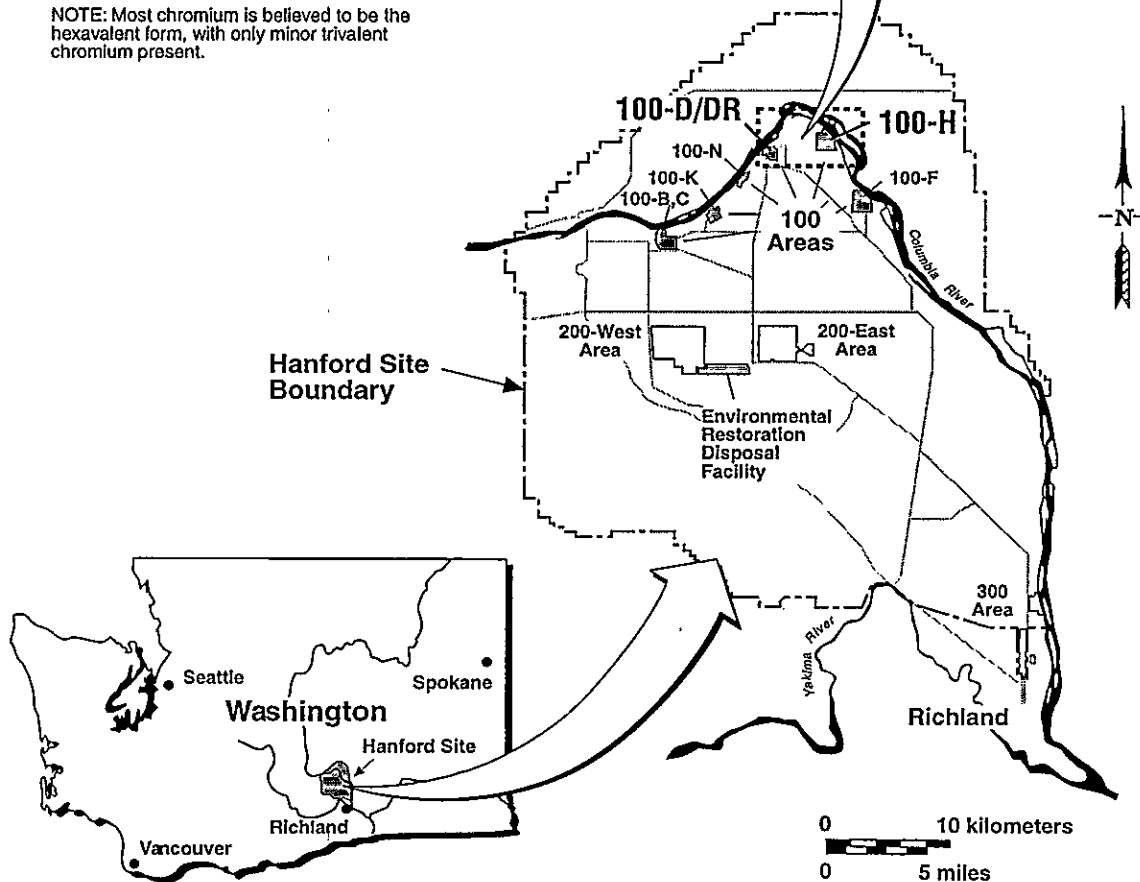 NOTE: Most chromium is believed to be the
hexavalent form, with only minor trivalent
chromium present.
100-D/DR
100-H
100-N
100-K
100-B,C
100-F
100
Areas
N
Columbia River
200-West
Area
200-East
Area
Hanford Site
Boundary
Environmental
Restoration
Disposal
Facility
300
Area
Yakima River
Richland
Seattle
Spokane
Washington
Hanford Site
Richland
Vancouver
0 10 kilometers
0 5 miles